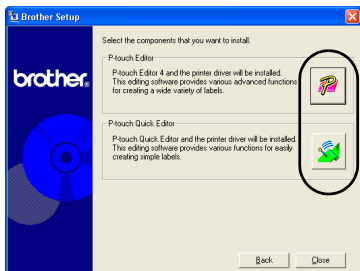 Brother Setup
Select the components that you want to install.
P-touch Editor
P-touch Editor 4 and the printer driver will be installed.
This editing software provides various advanced functions
for creating a wide variety of labels.
brother.
P-touch Quick Editor
P-touch Quick Editor and the printer driver will be installed.
This editing software provides various functions for easily
creating simple labels.
Back
Close